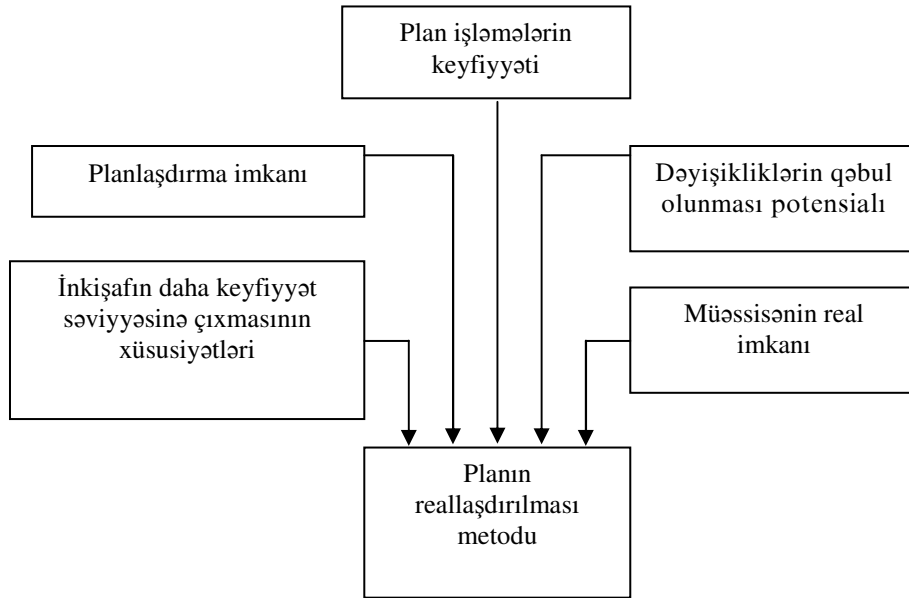 Plan işləmələrin
keyfiyyəti
Planlaşdırma imkanı
Dəyişikliklərin qəbul
olunması potensialı
İnkişafın daha keyfiyyət
səviyyəsinə çıxmasının
xüsusiyətləri
Müəssisənin real
imkanı
Planın
reallaşdırılması
metodu